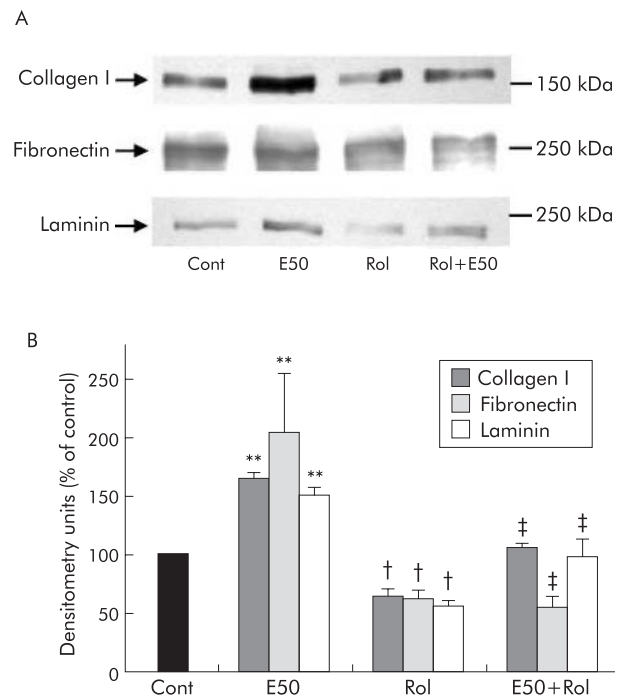 A
Collagen I
150 kDa
Fibronectin
250 kDa
250 kDa
Laminin
Cont E50 Rol Rol+E50
B
Densitometry units (% of control)
250
200
150
100
50
0
** ** **
† † †
‡ ‡ ‡
Collagen I
Fibronectin
Laminin
Cont E50 Rol E50+Rol